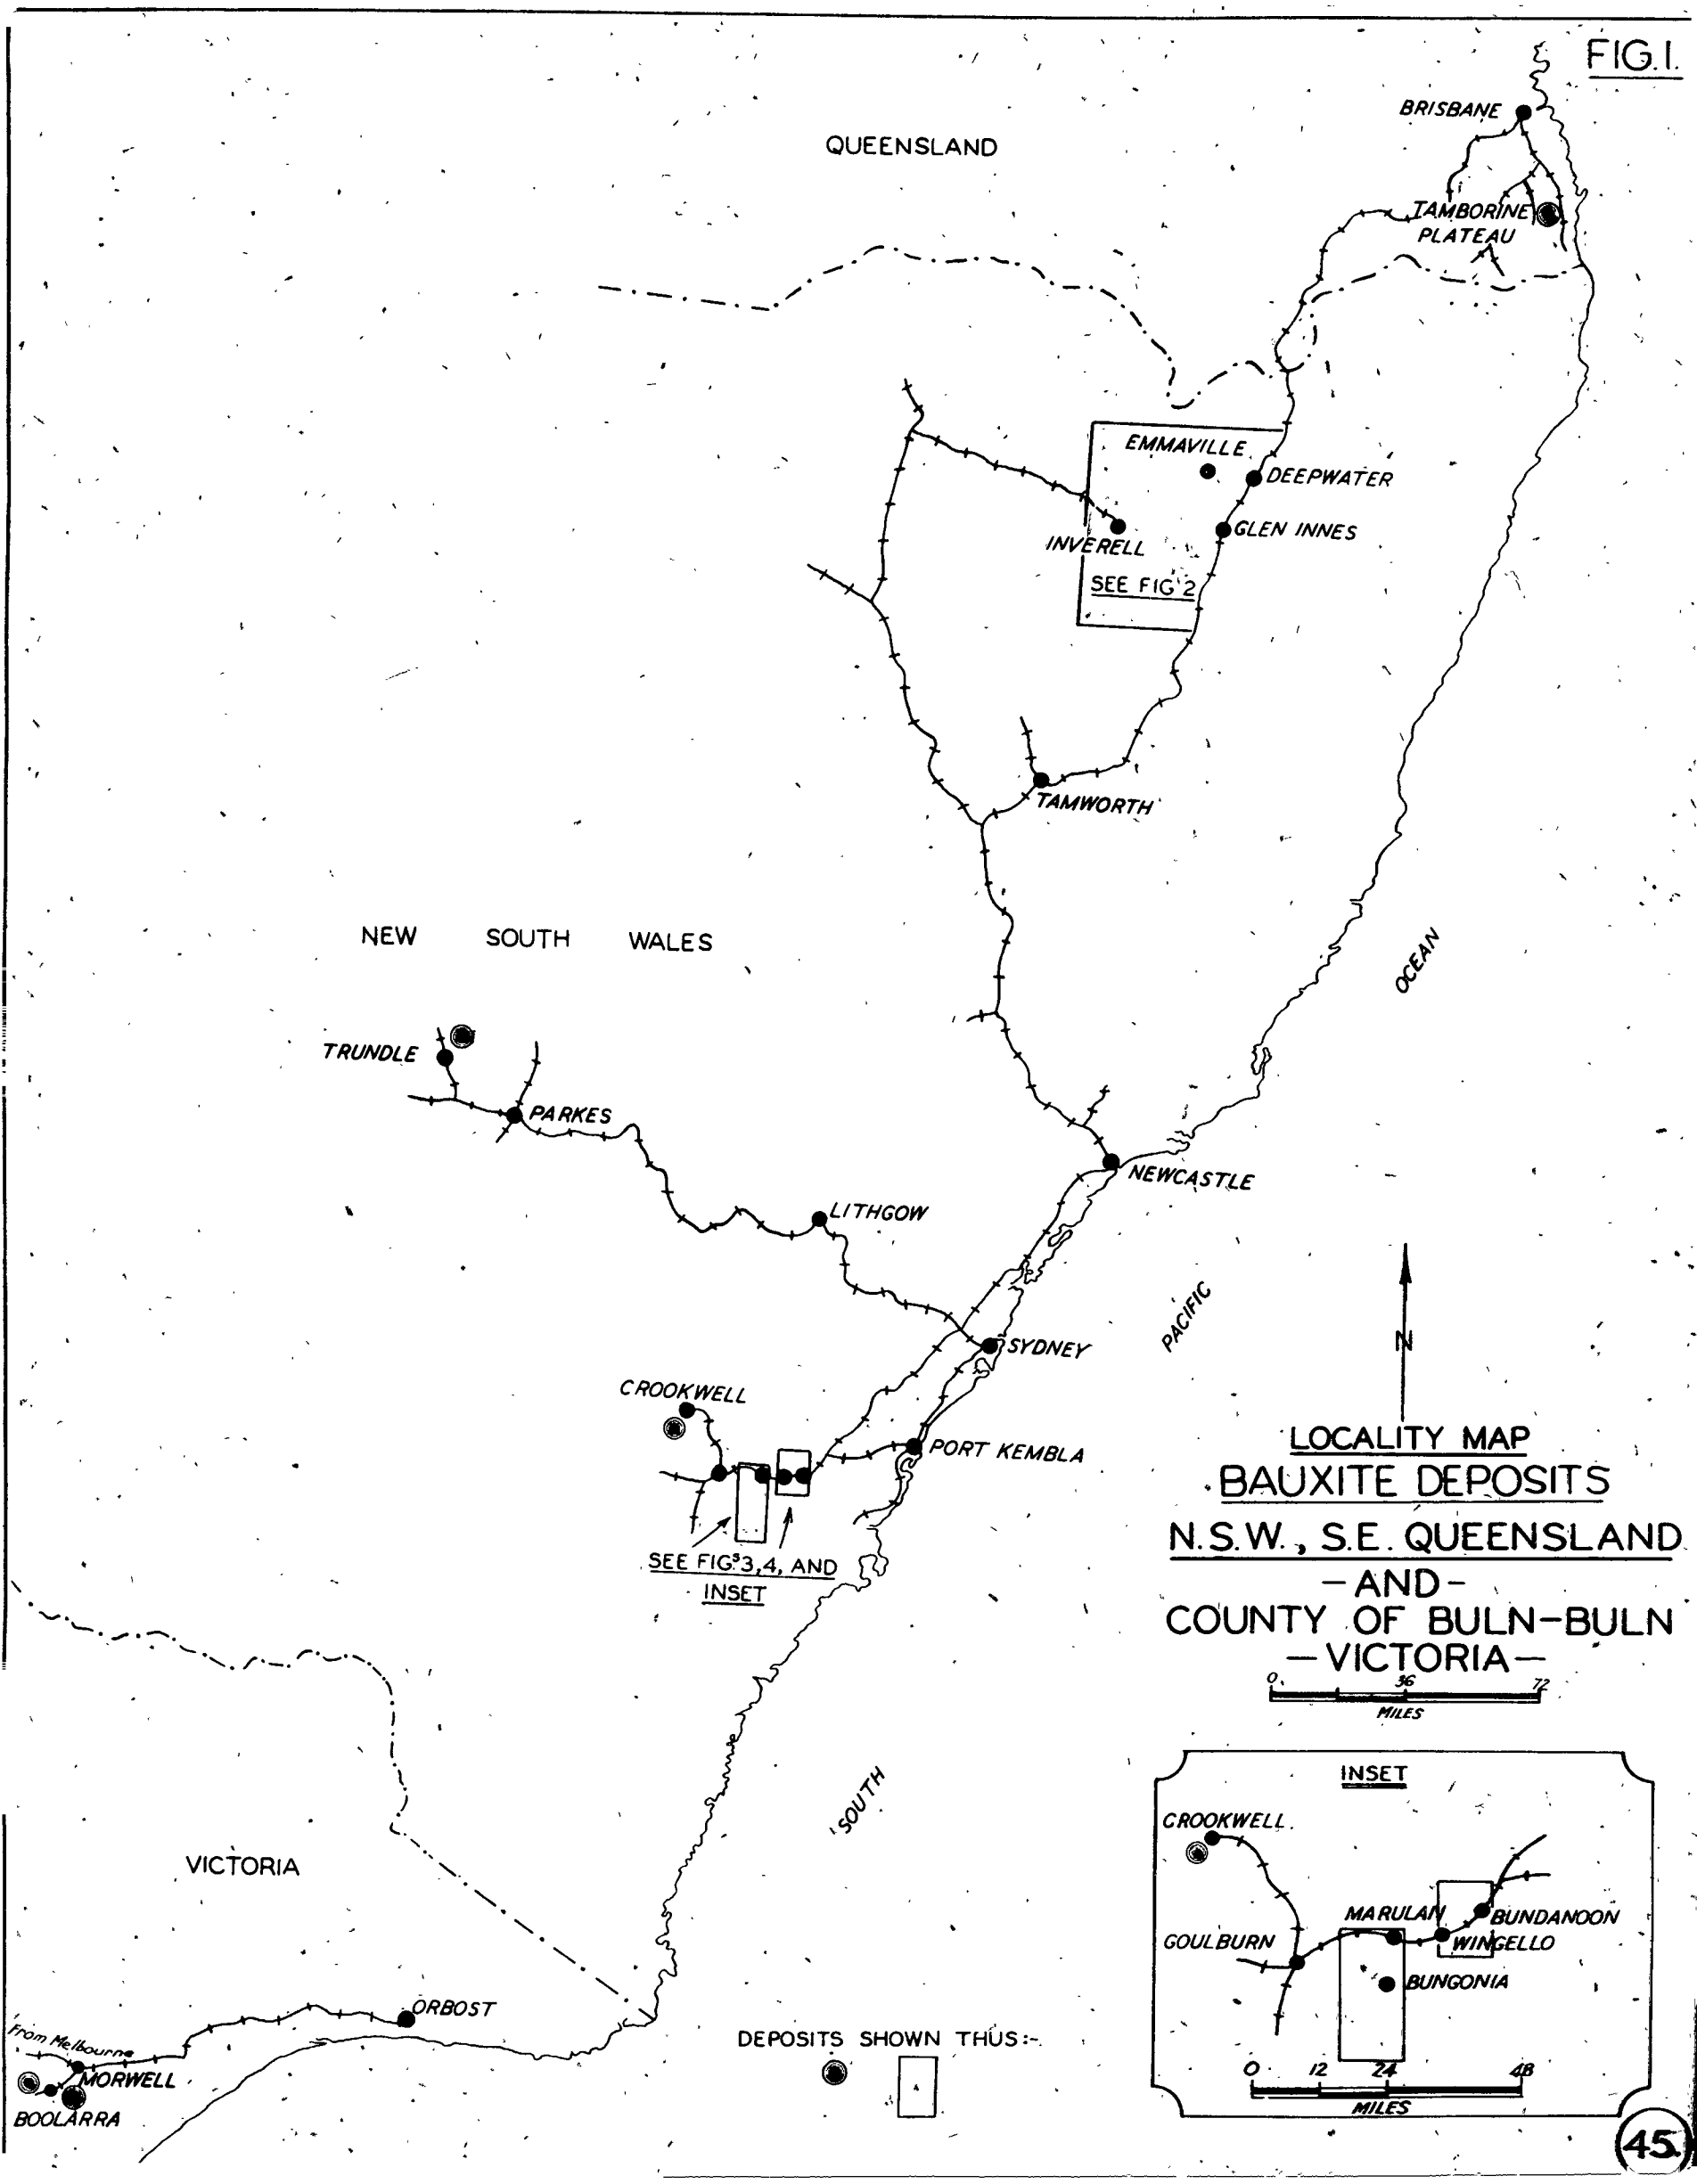 FIG.1.
BRISBANE
QUEENSLAND
TAMBORINE
PLATEAU
EMMAVILLE
DEEPWATER
GLEN INNES
INVERELL
SEE FIG 2
TAMWORTH
NEW SOUTH WALES
OCEAN
TRUNDLE
PARKES
NEWCASTLE
LITHGOW
PACIFIC
SYDNEY
N
CROOKWELL
PORT KEMBLA
SEE FIGS 3,4, AND
INSET
LOCALITY MAP
BAUXITE DEPOSITS
N.S.W., S.E. QUEENSLAND
-AND-
COUNTY OF BULN-BULN
-VICTORIA-
0 36 72
MILES
SOUTH
VICTORIA
ORBOST
From Melbourne
MORWELL
BOOLARRA
DEPOSITS SHOWN THUS:-
INSET
CROOKWELL
MARULAN
BUNDANOON
GOULBURN
WINGELLO
BUNGONIA
0 12 24 48
MILES
45